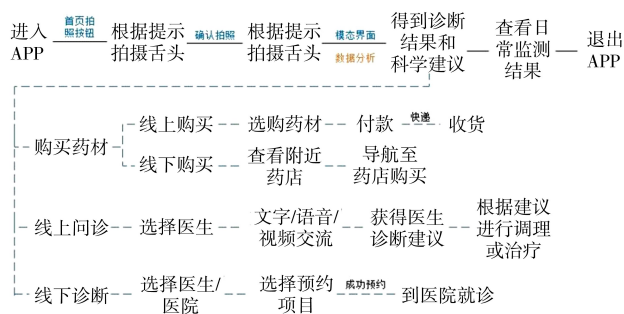 进入
APP
首页拍
照按钮
根据提示
拍摄舌头
确认拍照
根据提示
拍摄舌头
模态界面
数据分析
得到诊断
结果和
科学建议
查看日
常监测
结果
退出
APP
购买药材
线上购买
选购药材
付款
快递
收货
线下购买
查看附近
药店
导航至
药店购买
线上问诊
选择医生
文字/语音/
视频交流
获得医生
诊断建议
根据建议
进行调理
或治疗
线下诊断
选择医生/
医院
选择预约
项目
成功预约
到医院就诊